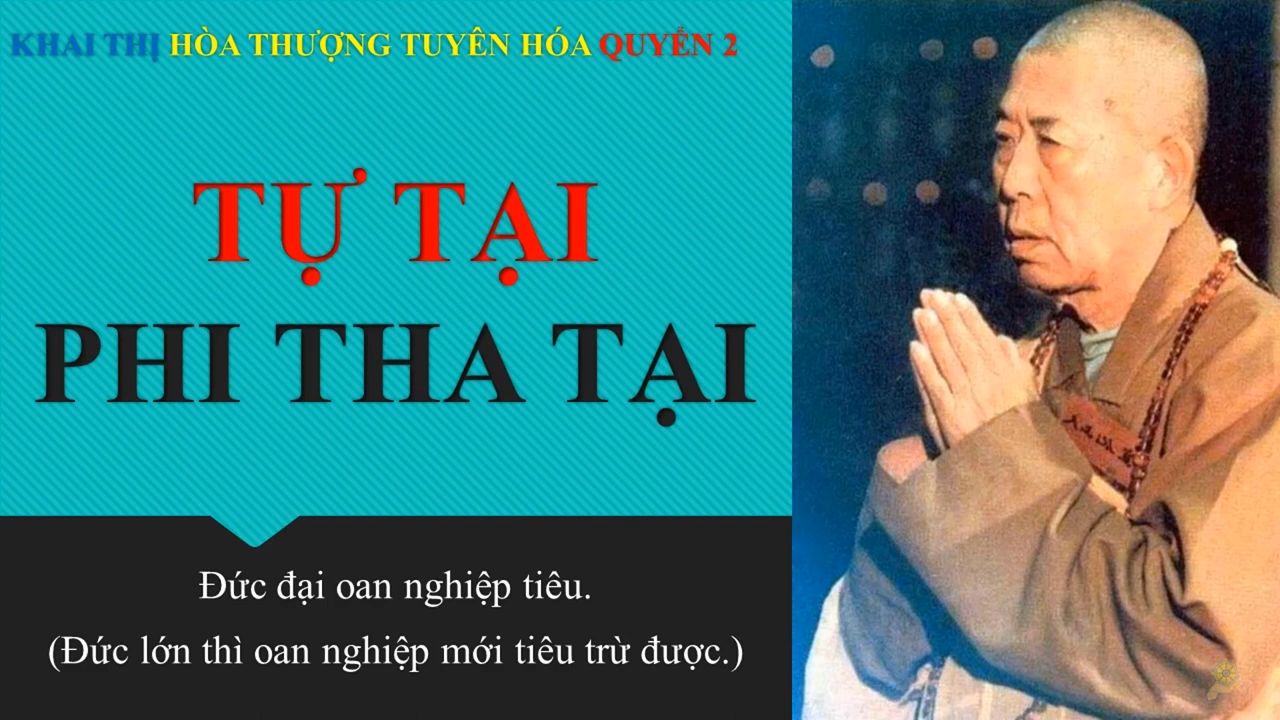 KHAI THỊ HÒA THƯỢNG TUYÊN HÓA QUYỂN 2
TỰ TẠI
PHI THA TẠI
Đức đại oan nghiệp tiêu.
(Đức lớn thì oan nghiệp mới tiêu trừ được.)